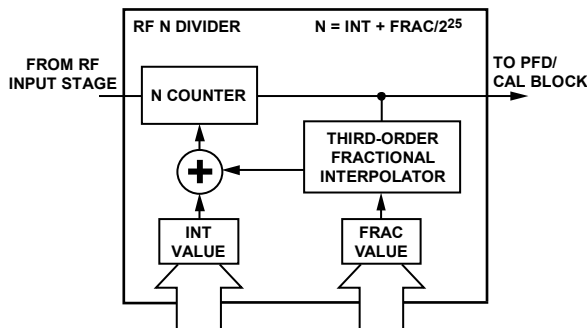 RF N DIVIDER
N = INT + FRAC/2²⁵
FROM RF
INPUT STAGE
TO PFD/
CAL BLOCK
N COUNTER
THIRD-ORDER
FRACTIONAL
INTERPOLATOR
+
INT
VALUE
FRAC
VALUE